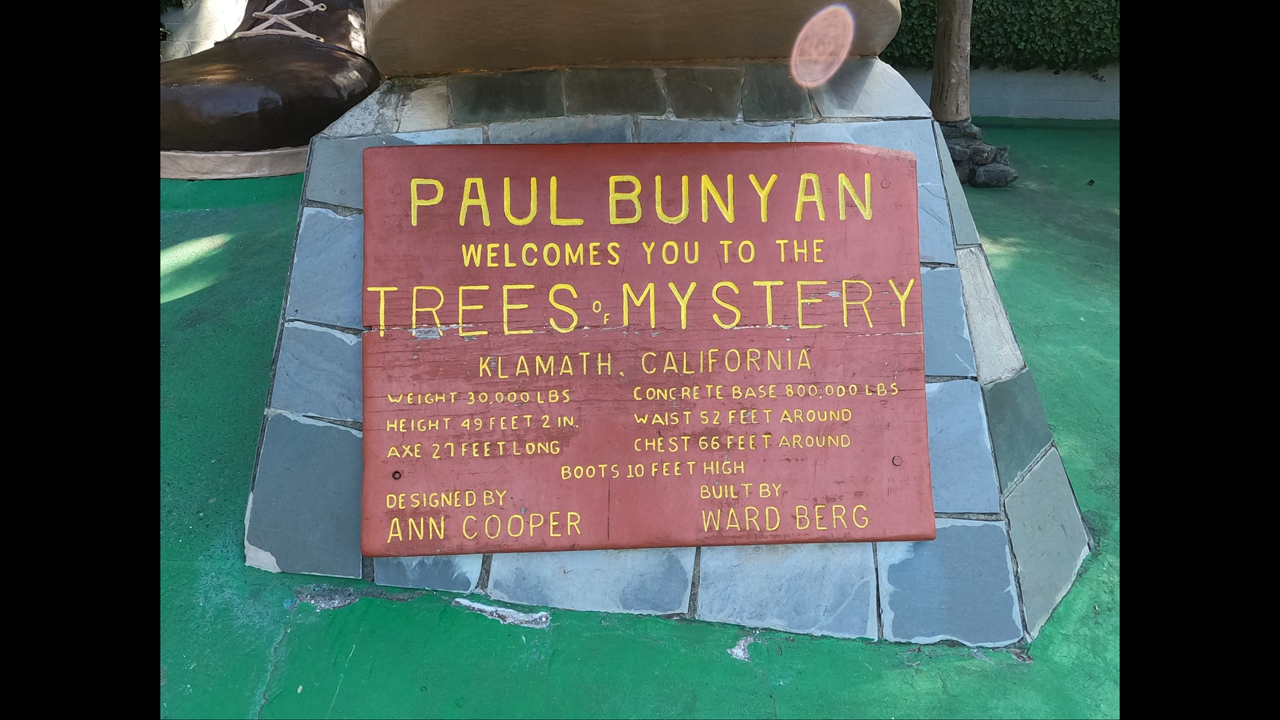 PAUL BUNYAN
WELCOMES YOU TO THE
TREES OF MYSTERY
KLAMATH, CALIFORNIA
WEIGHT 30,000 LBS
CONCRETE BASE 800,000 LBS
HEIGHT 49 FEET 2 IN.
WAIST 52 FEET AROUND
AXE 27 FEET LONG
CHEST 66 FEET AROUND
BOOTS 10 FEET HIGH
DESIGNED BY
ANN COOPER
BUILT BY
WARD BERG